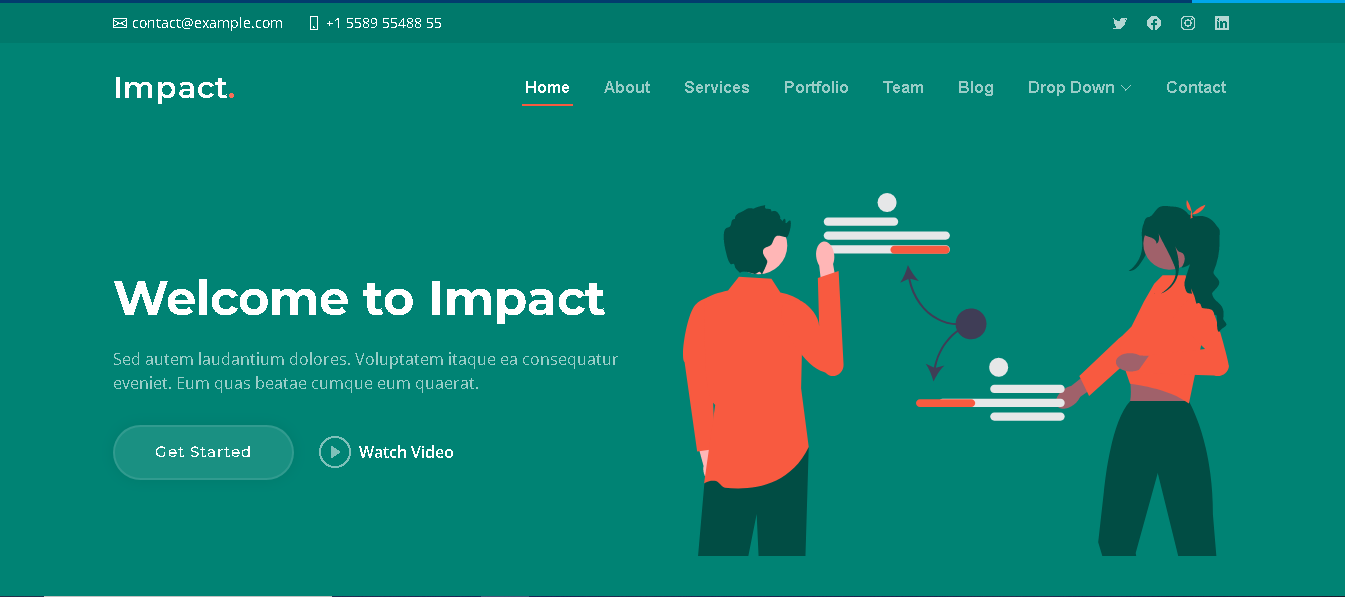 contact@example.com +1 5589 55488 55
Impact.
Home About Services Portfolio Team Blog Drop Down Contact
Welcome to Impact
Sed autem laudantium dolores. Voluptatem itaque ea consequatur
eveniet. Eum quas beatae cumque eum quaerat.
Get Started Watch Video